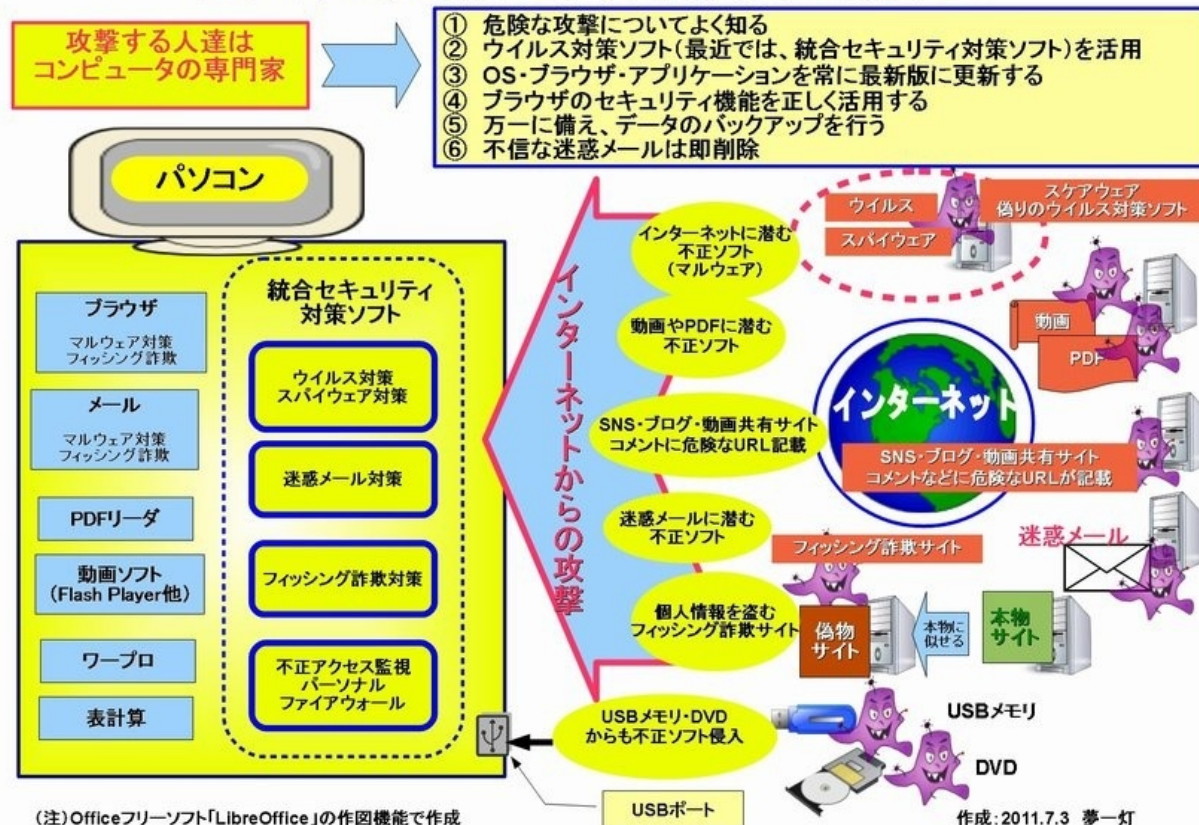 攻撃する人達は
コンピュータの専門家
① 危険な攻撃についてよく知る
② ウイルス対策ソフト(最近では、統合セキュリティ対策ソフト)を活用
③ OS・ブラウザ・アプリケーションを常に最新版に更新する
④ ブラウザのセキュリティ機能を正しく活用する
⑤ 万一に備え、データのバックアップを行う
⑥ 不信な迷惑メールは即削除
パソコン
ブラウザ
マルウェア対策
フィッシング詐欺
メール
マルウェア対策
フィッシング詐欺
PDFリーダ
動画ソフト
(Flash Player他)
ワープロ
表計算
統合セキュリティ
対策ソフト
ウイルス対策
スパイウェア対策
迷惑メール対策
フィッシング詐欺対策
不正アクセス監視
パーソナル
ファイアウォール
インターネットからの攻撃
インターネットに潜む
不正ソフト
(マルウェア)
動画やPDFに潜む
不正ソフト
SNS・ブログ・動画共有サイト
コメントに危険なURL記載
迷惑メールに潜む
不正ソフト
個人情報を盗む
フィッシング詐欺サイト
USBメモリ・DVD
からも不正ソフト侵入
ウイルス
スパイウェア
スケアウェア
偽りのウイルス対策ソフト
動画
PDF
インターネット
SNS・ブログ・動画共有サイト
コメントなどに危険なURLが記載
迷惑メール
フィッシング詐欺サイト
偽物
サイト
本物に
似せる
本物
サイト
USBメモリ
DVD
USBポート
(注)Officeフリーソフト「LibreOffice」の作図機能で作成
作成:2011.7.3 夢一灯